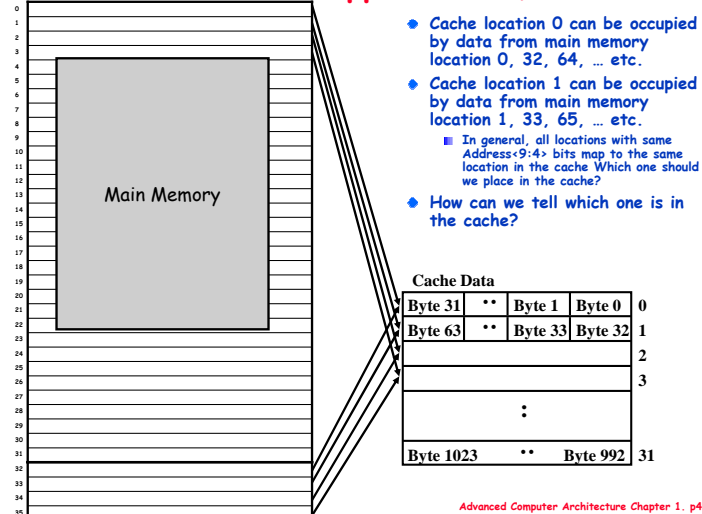 Cache location 0 can be occupied
by data from main memory
location 0, 32, 64, … etc.
Cache location 1 can be occupied
by data from main memory
location 1, 33, 65, … etc.
In general, all locations with same
Address<9:4> bits map to the same
location in the cache Which one should
we place in the cache?
How can we tell which one is in
the cache?
0
1
2
3
4
5
6
7
8
9
10
11
12
13
14
15
16
17
18
19
20
21
22
23
24
25
26
27
28
29
30
31
32
33
34
35
Main Memory
Cache Data
Byte 31 •• Byte 1 Byte 0 0
Byte 63 •• Byte 33 Byte 32 1
2
3
:
Byte 1023 •• Byte 992 31
Advanced Computer Architecture Chapter 1. p4